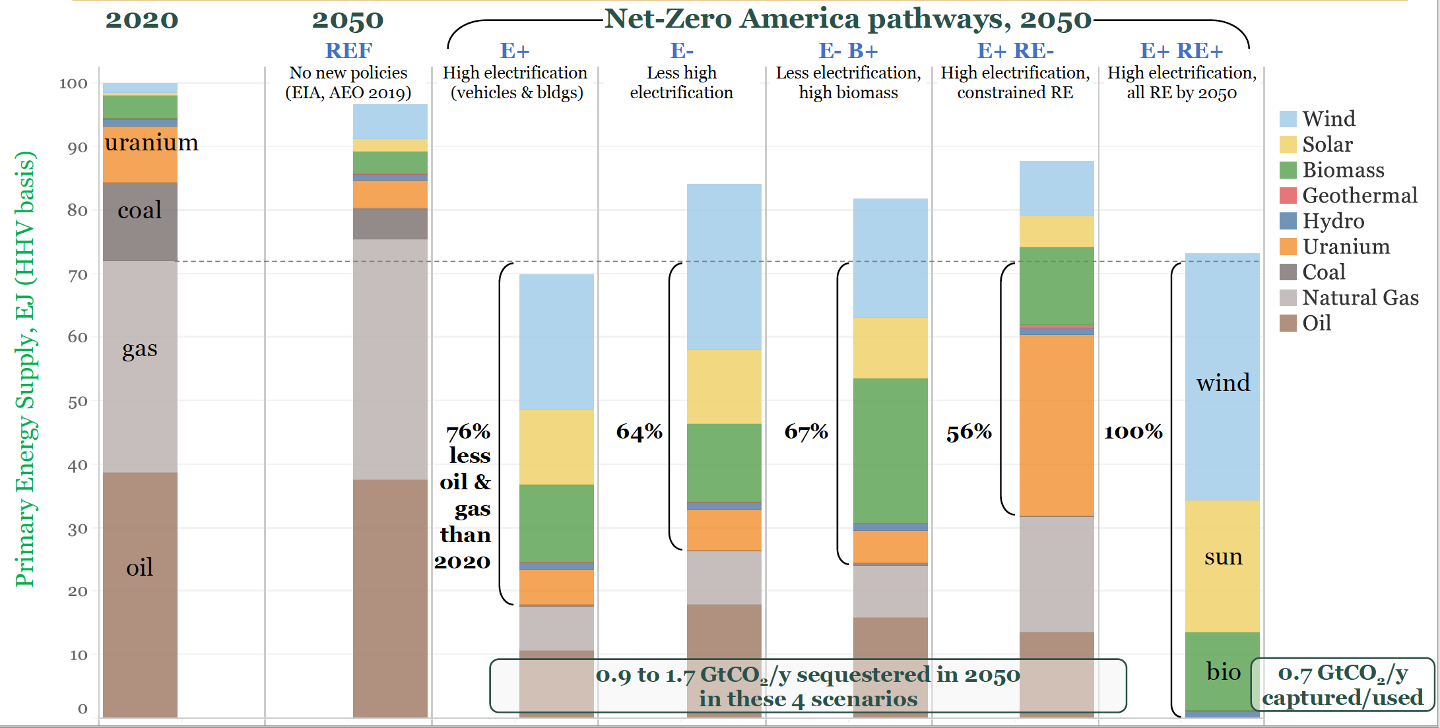 2020
2050
Net-Zero America pathways, 2050
REF
E+
E-
E- B+
E+ RE-
E+ RE+
No new policies
(EIA, AEO 2019)
High electrification
(vehicles & bldgs)
Less high
electrification
Less electrification,
high biomass
High electrification,
constrained RE
High electrification,
all RE by 2050
Primary Energy Supply, EJ (HHV basis)
100
90
80
70
60
50
40
30
20
10
0
uranium
coal
gas
oil
76%
less
oil &
gas
than
2020
64%
67%
56%
100%
wind
sun
bio
Wind
Solar
Biomass
Geothermal
Hydro
Uranium
Coal
Natural Gas
Oil
0.9 to 1.7 GtCO₂/y sequestered in 2050
in these 4 scenarios
0.7 GtCO₂/y
captured/used